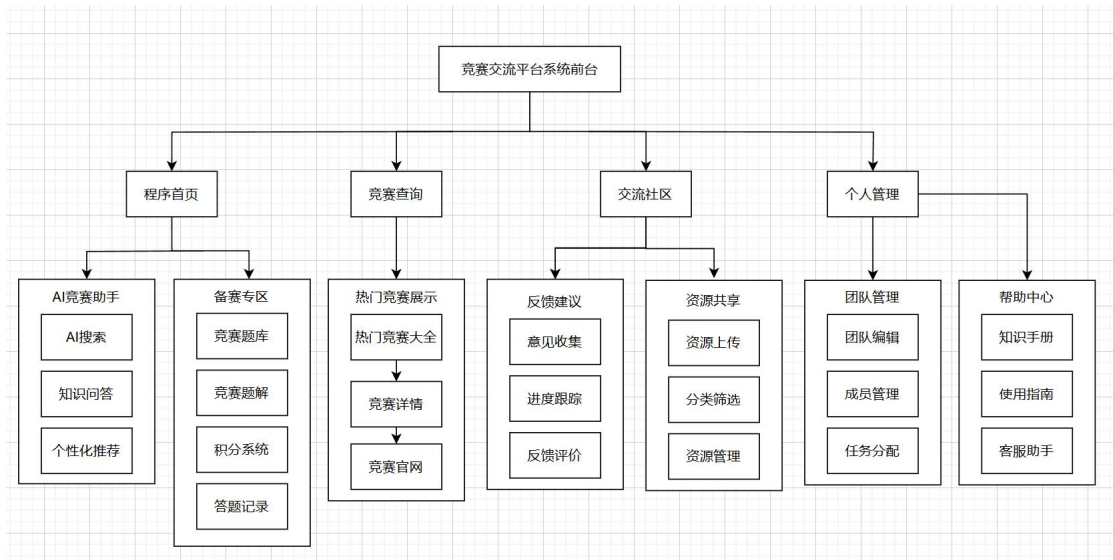 竞赛交流平台系统前台
程序首页
竞赛查询
交流社区
个人管理
AI竞赛助手
AI搜索
知识问答
个性化推荐
备赛专区
竞赛题库
竞赛题解
积分系统
答题记录
热门竞赛展示
热门竞赛大全
竞赛详情
竞赛官网
反馈建议
意见收集
进度跟踪
反馈评价
资源共享
资源上传
分类筛选
资源管理
团队管理
团队编辑
成员管理
任务分配
帮助中心
知识手册
使用指南
客服助手